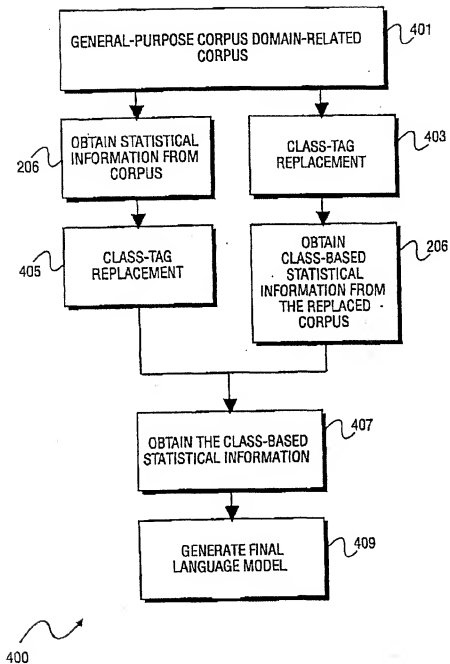 GENERAL-PURPOSE CORPUS DOMAIN-RELATED
CORPUS
401
OBTAIN STATISTICAL
INFORMATION FROM
CORPUS
206
CLASS-TAG
REPLACEMENT
403
CLASS-TAG
REPLACEMENT
405
OBTAIN
CLASS-BASED
STATISTICAL
INFORMATION FROM
THE REPLACED
CORPUS
206
OBTAIN THE CLASS-BASED
STATISTICAL INFORMATION
407
GENERATE FINAL
LANGUAGE MODEL
409
400